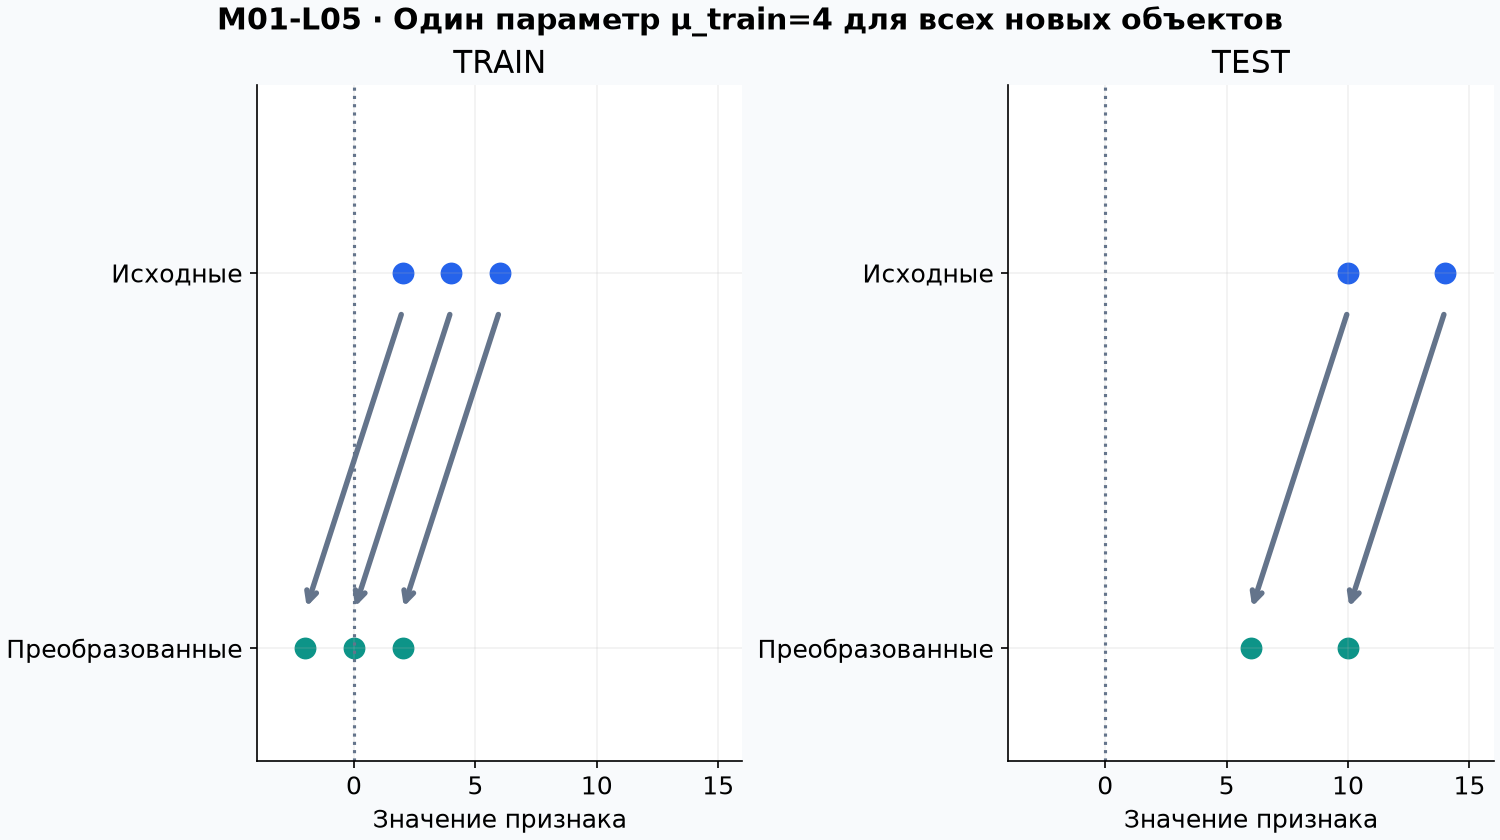 M01-L05 · Один параметр μ_train=4 для всех новых объектов
TRAIN
Исходные
Преобразованные
0 5 10 15
Значение признака
TEST
Исходные
Преобразованные
0 5 10 15
Значение признака